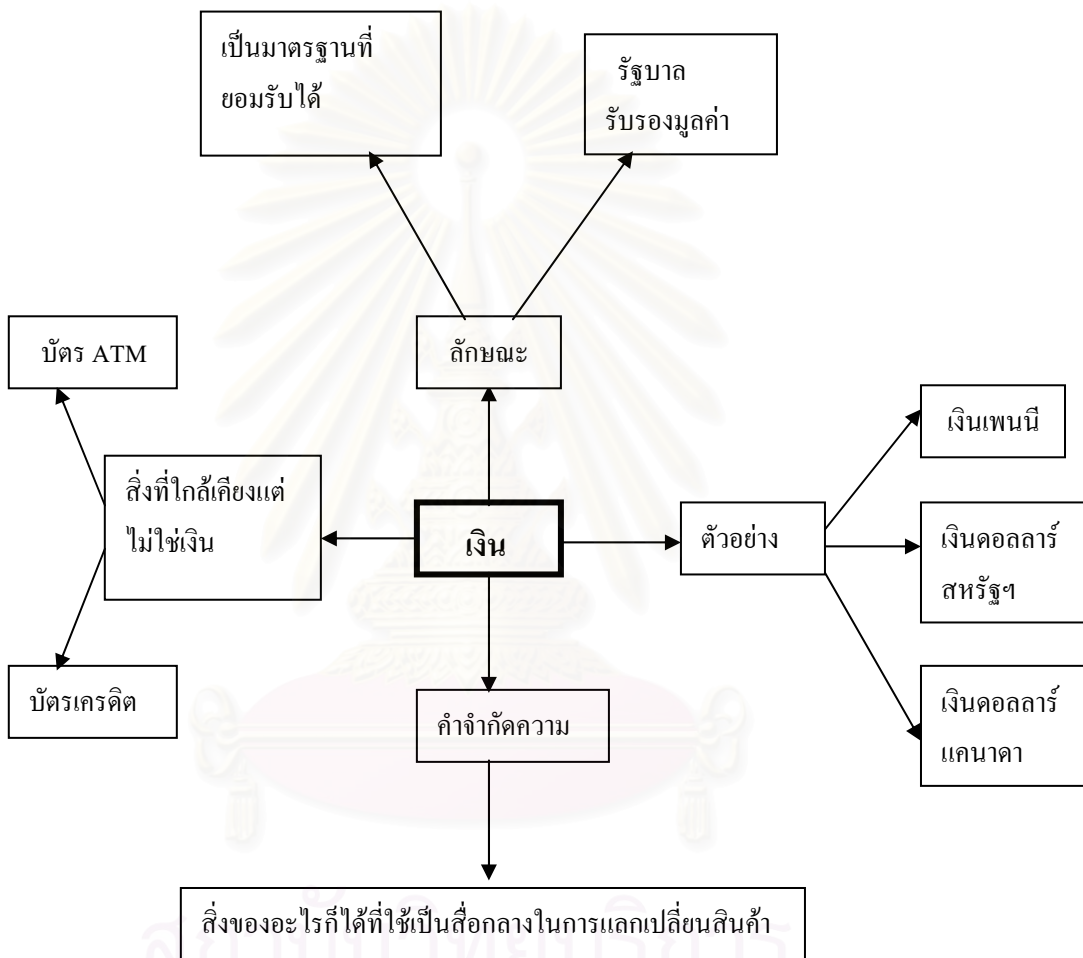 เป็นมาตรฐานที่
ยอมรับได้
รัฐบาล
รับรองมูลค่า
บัตร ATM
ลักษณะ
เงินเพนนี
สิ่งที่ใกล้เคียงแต่
ไม่ใช่เงิน
เงิน
ตัวอย่าง
เงินดอลลาร์
สหรัฐฯ
บัตรเครดิต
คำจำกัดความ
เงินดอลลาร์
แคนาดา
สิ่งของอะไรก็ได้ที่ใช้เป็นสื่อกลางในการแลกเปลี่ยนสินค้า